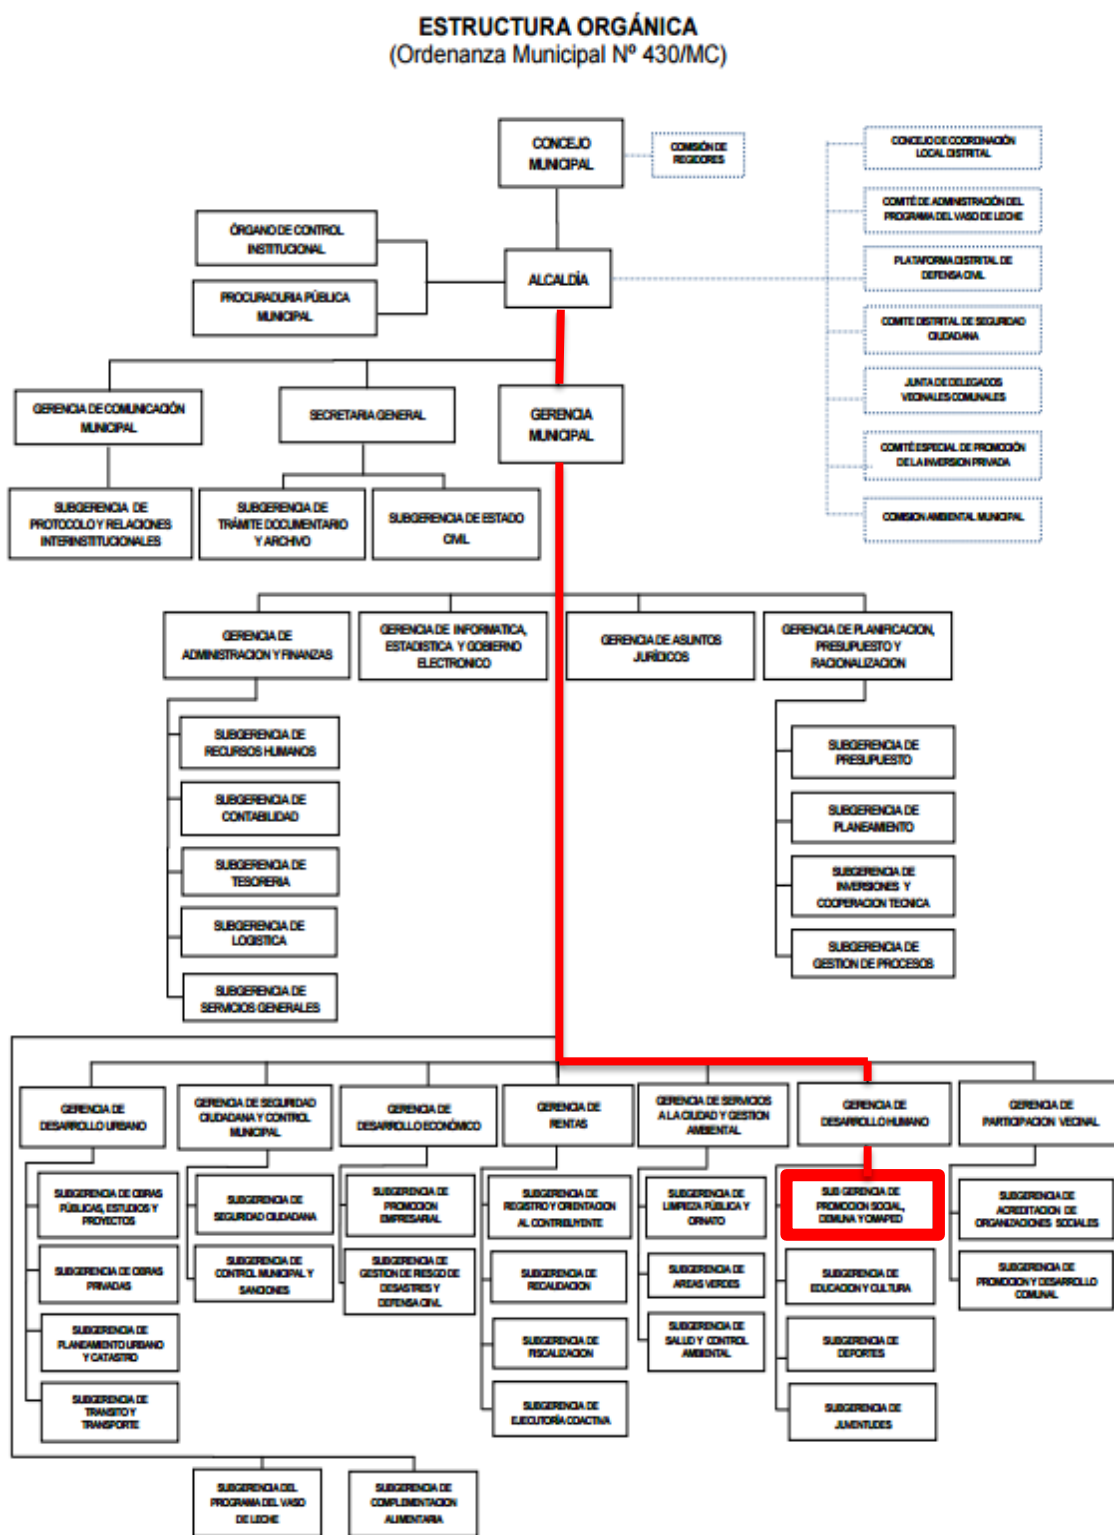 ESTRUCTURA ORGÁNICA
(Ordenanza Municipal Nº 430/MC)
CONCEJO
MUNICIPAL
COMISIÓN DE
REGIDORES
CONCEJO DE COORDINACIÓN
LOCAL DISTRITAL
COMITÉ DE ADMINISTRACIÓN DEL
PROGRAMA DEL VASO DE LECHE
PLATAFORMA DISTRITAL DE
DEFENSA CIVIL
COMITE DISTRITAL DE SEGURIDAD
CIUDADANA
JUNTA DE DELEGADOS
VECINALES COMUNALES
COMITÉ ESPECIAL DE PROMOCIÓN
DE LA INVERSION PRIVADA
COMISION AMBIENTAL MUNICIPAL
ÓRGANO DE CONTROL
INSTITUCIONAL
PROCURADURIA PÚBLICA
MUNICIPAL
ALCALDÍA
GERENCIA DE COMUNICACIÓN
MUNICIPAL
SECRETARIA GENERAL
GERENCIA
MUNICIPAL
SUBGERENCIA DE
PROTOCOLO Y RELACIONES
INTERINSTITUCIONALES
SUBGERENCIA DE
TRÁMITE DOCUMENTARIO
Y ARCHIVO
SUBGERENCIA DE ESTADO
CIVIL
GERENCIA DE
ADMINISTRACION Y FINANZAS
GERENCIA DE INFORMATICA,
ESTADISTICA Y GOBIERNO
ELECTRONICO
GERENCIA DE ASUNTOS
JURÍDICOS
GERENCIA DE PLANIFICACION,
PRESUPUESTO Y
RACIONALIZACION
SUBGERENCIA DE
RECURSOS HUMANOS
SUBGERENCIA DE
CONTABILIDAD
SUBGERENCIA DE
TESORERIA
SUBGERENCIA DE
LOGISTICA
SUBGERENCIA DE
SERVICIOS GENERALES
SUBGERENCIA DE
PRESUPUESTO
SUBGERENCIA DE
PLANEAMIENTO
SUBGERENCIA DE
INVERSIONES Y
COOPERACION TECNICA
SUBGERENCIA DE
GESTION DE PROCESOS
GERENCIA DE
DESARROLLO URBANO
GERENCIA DE SEGURIDAD
CIUDADANA Y CONTROL
MUNICIPAL
GERENCIA DE
DESARROLLO ECONÓMICO
GERENCIA DE
RENTAS
GERENCIA DE SERVICIOS
A LA CIUDAD Y GESTION
AMBIENTAL
GERENCIA DE
DESARROLLO HUMANO
GERENCIA DE
PARTICIPACION VECINAL
SUBGERENCIA DE OBRAS
PÚBLICAS, ESTUDIOS Y
PROYECTOS
SUBGERENCIA DE OBRAS
PRIVADAS
SUBGERENCIA DE
PLANEAMIENTO URBANO
Y CATASTRO
SUBGERENCIA DE
TRANSITO Y
TRANSPORTE
SUBGERENCIA DE
SEGURIDAD CIUDADANA
SUBGERENCIA DE
CONTROL MUNICIPAL Y
SANCIONES
SUBGERENCIA DE
PROMOCION
EMPRESARIAL
SUBGERENCIA DE
GESTION DE RIESGO DE
DESASTRES Y
DEFENSA CIVIL
SUBGERENCIA DE
REGISTRO Y ORIENTACION
AL CONTRIBUYENTE
SUBGERENCIA DE
RECAUDACION
SUBGERENCIA DE
FISCALIZACION
SUBGERENCIA DE
EJECUTORÍA COACTIVA
SUBGERENCIA DE
LIMPIEZA PÚBLICA Y
ORNATO
SUBGERENCIA DE
AREAS VERDES
SUBGERENCIA DE
SALUD Y CONTROL
AMBIENTAL
SUB GERENCIA DE
PROMOCION SOCIAL,
DEMUNA Y OMAPED
SUBGERENCIA DE
EDUCACION Y CULTURA
SUBGERENCIA DE
DEPORTES
SUBGERENCIA DE
JUVENTUDES
SUBGERENCIA DE
ACREDITACION DE
ORGANIZACIONES SOCIALES
SUBGERENCIA DE
PROMOCION Y DESARROLLO
COMUNAL
SUBGERENCIA DEL
PROGRAMA DEL VASO
DE LECHE
SUBGERENCIA DE
COMPLEMENTACION
ALIMENTARIA